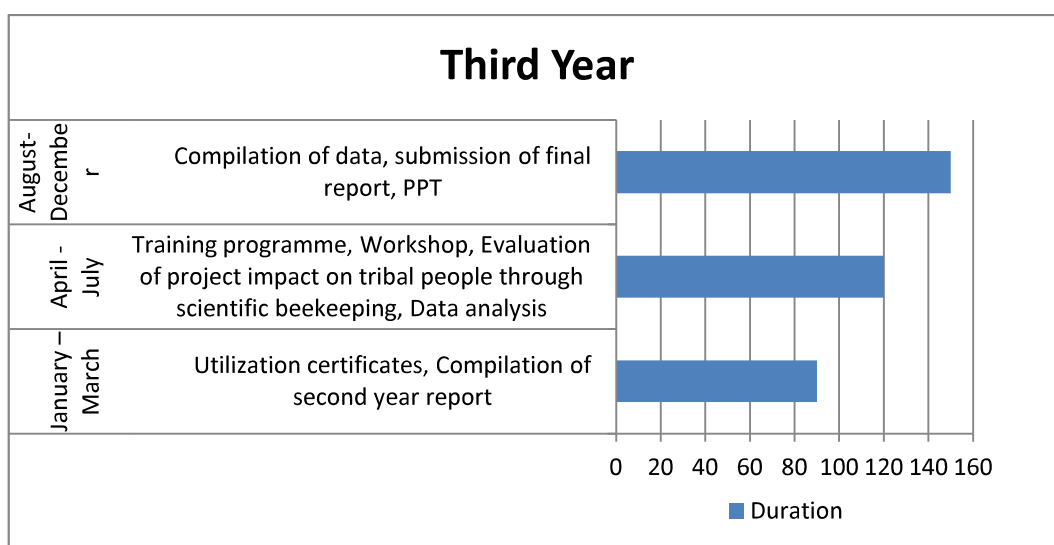 Third Year
August-
Decembe
r
Compilation of data, submission of final
report, PPT
April -
July
Training programme, Workshop, Evaluation
of project impact on tribal people through
scientific beekeeping, Data analysis
January –
March
Utilization certificates, Compilation of
second year report
0 20 40 60 80 100 120 140 160
Duration